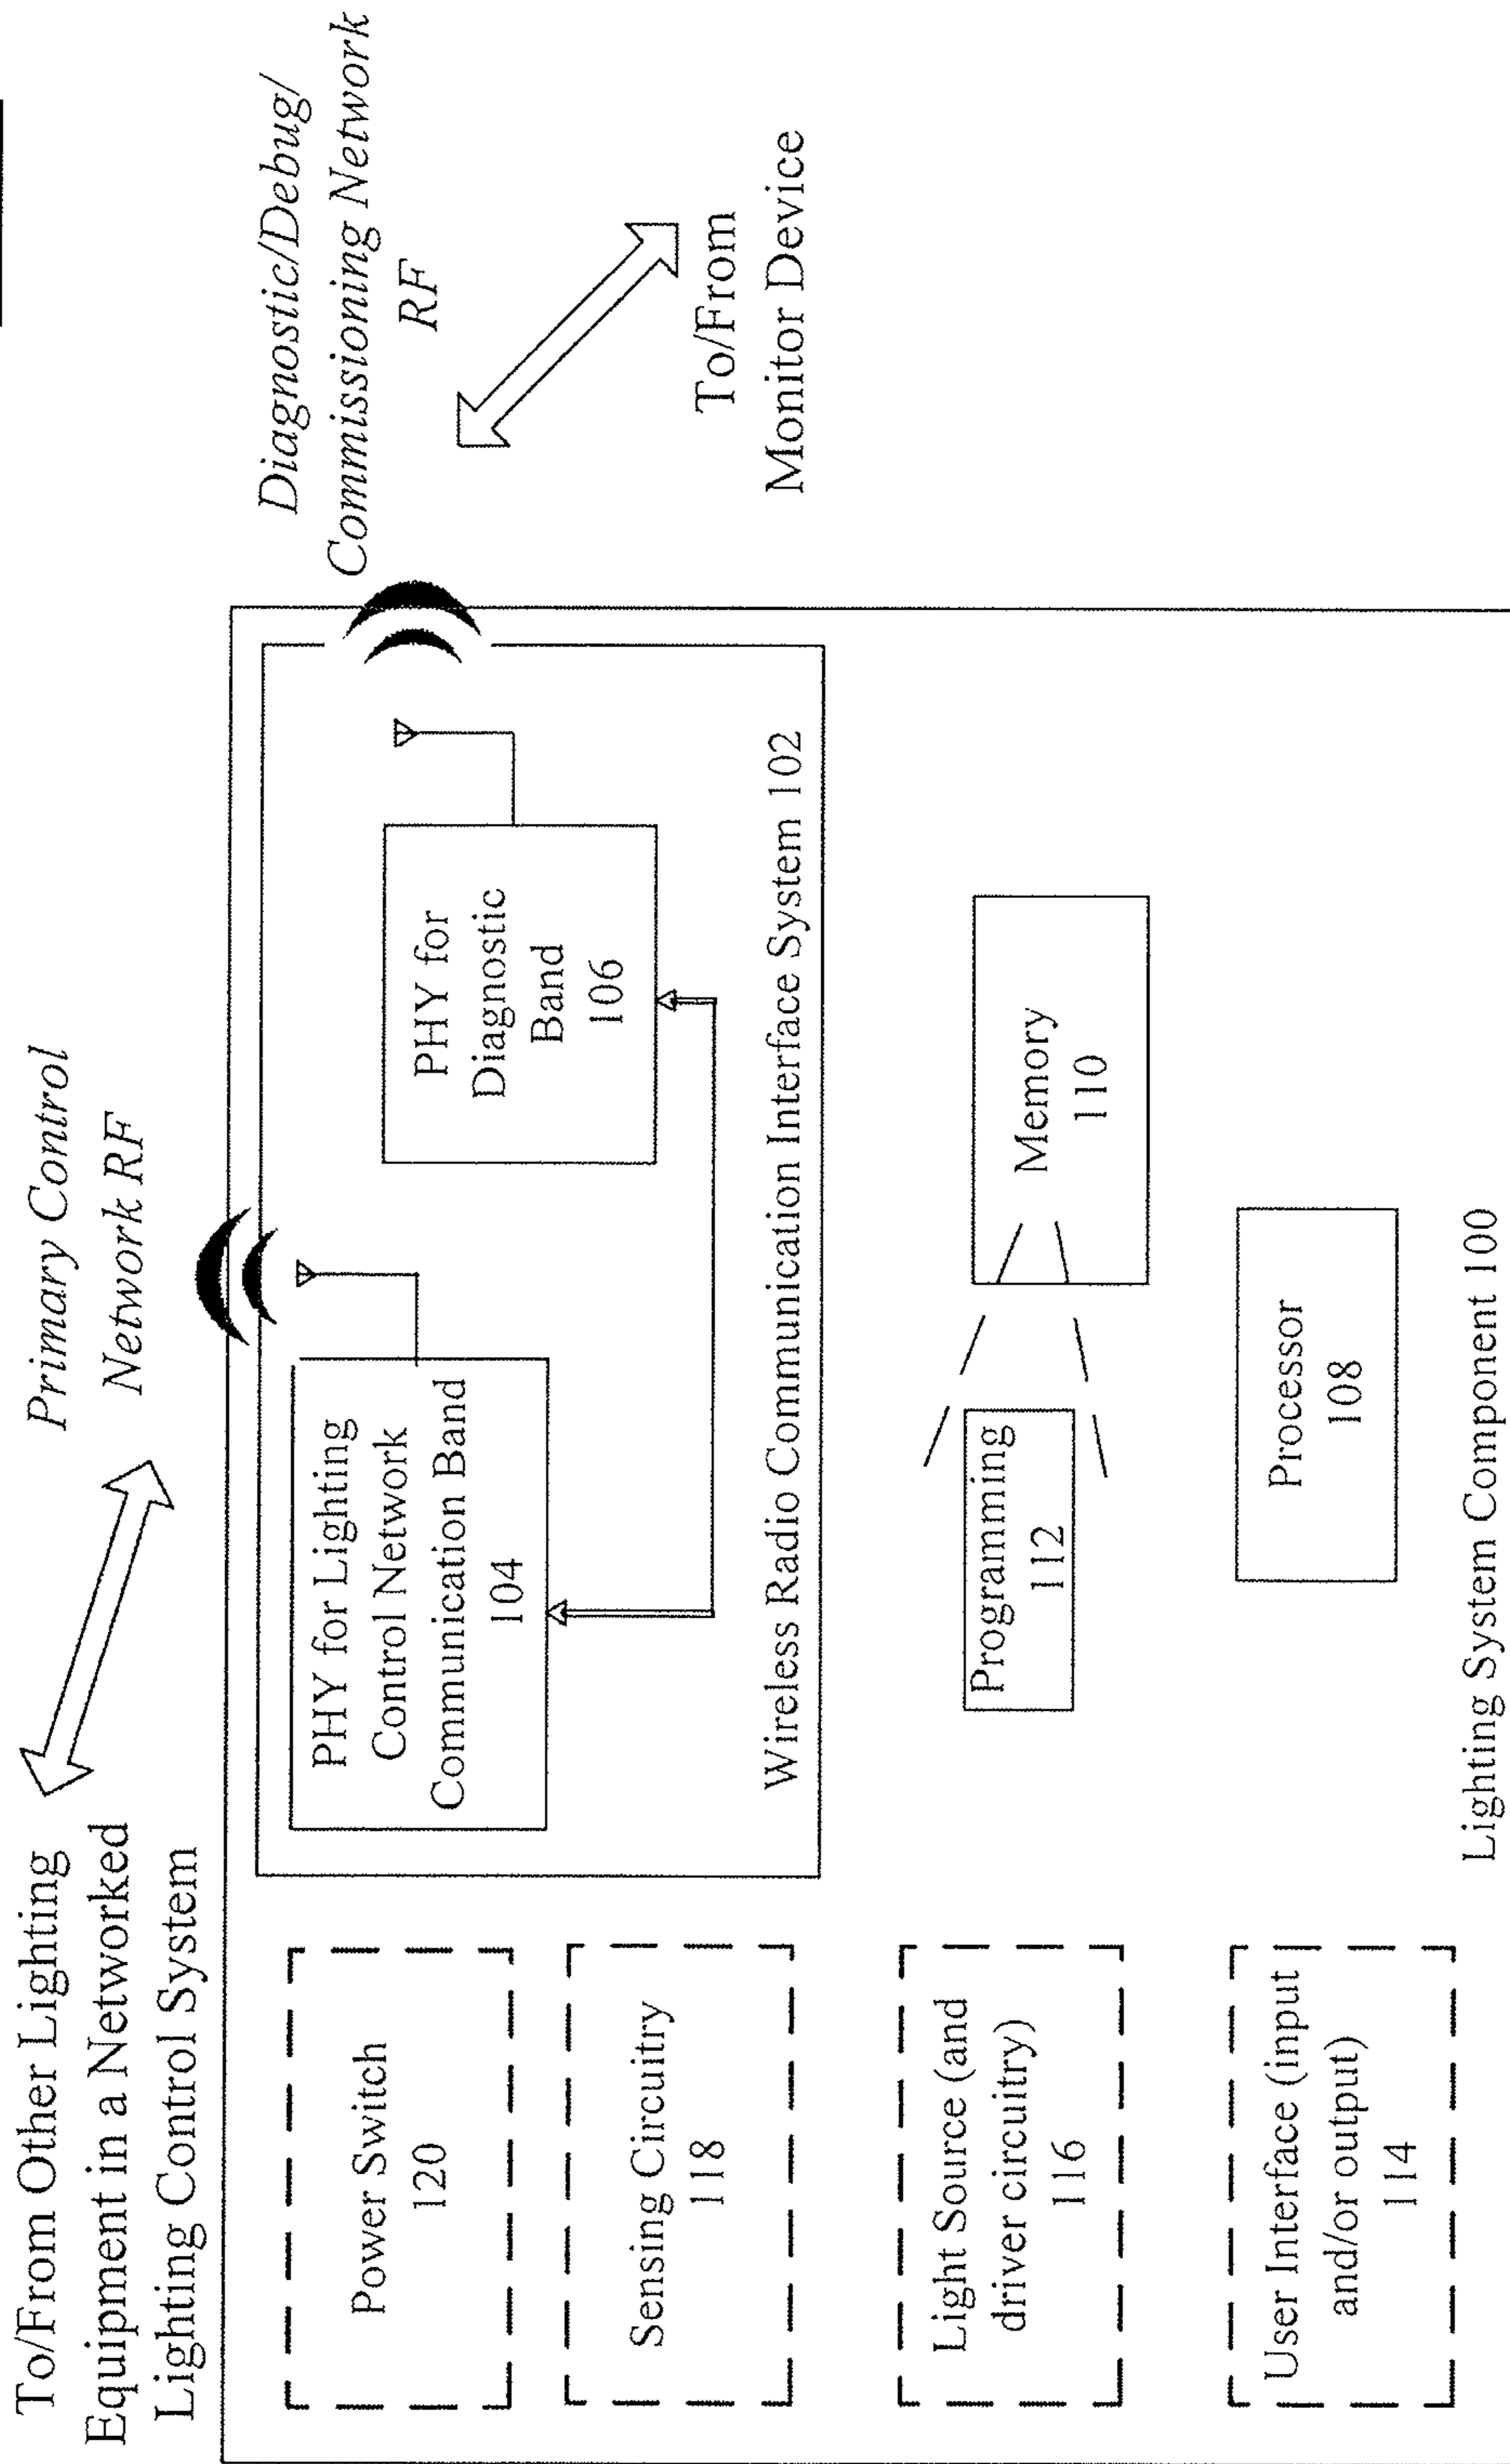 To/From Other Lighting
Equipment in a Networked
Lighting Control System
Primary Control
Network RF
Diagnostic/Debug/
Commissioning Network
RF
To/From
Monitor Device
Power Switch
120
Sensing Circuitry
118
Light Source (and
driver circuitry)
116
User Interface (input
and/or output)
114
PHY for Lighting
Control Network
Communication Band
104
PHY for
Diagnostic
Band
106
Wireless Radio Communication Interface System 102
Programming
112
Memory
110
Processor
108
Lighting System Component 100